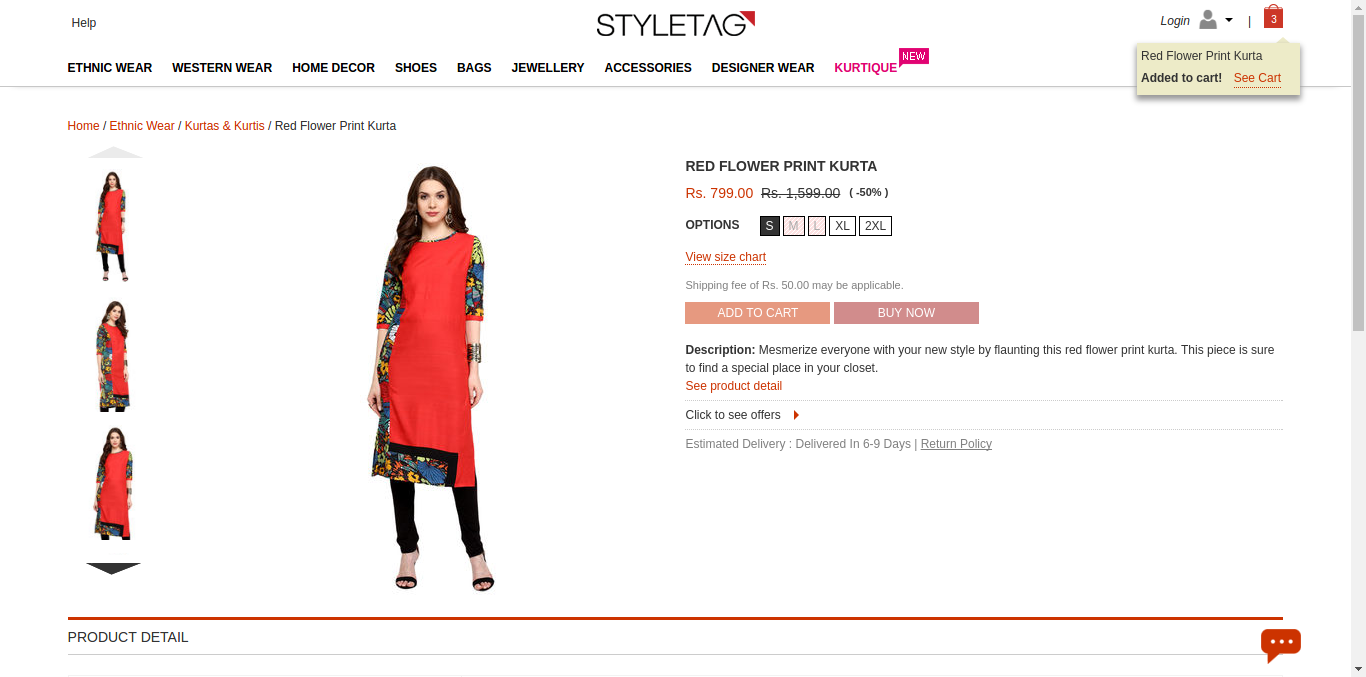 Help
STYLETAG
Login
|
3
ETHNIC WEAR WESTERN WEAR HOME DECOR SHOES BAGS JEWELLERY ACCESSORIES DESIGNER WEAR KURTIQUE NEW
Red Flower Print Kurta
Added to cart! See Cart
Home / Ethnic Wear / Kurtas & Kurtis / Red Flower Print Kurta
RED FLOWER PRINT KURTA
Rs. 799.00 Rs. 1,599.00 ( -50% )
OPTIONS S M L XL 2XL
View size chart
Shipping fee of Rs. 50.00 may be applicable.
ADD TO CART BUY NOW
Description: Mesmerize everyone with your new style by flaunting this red flower print kurta. This piece is sure
to find a special place in your closet.
See product detail
Click to see offers
Estimated Delivery : Delivered In 6-9 Days | Return Policy
PRODUCT DETAIL